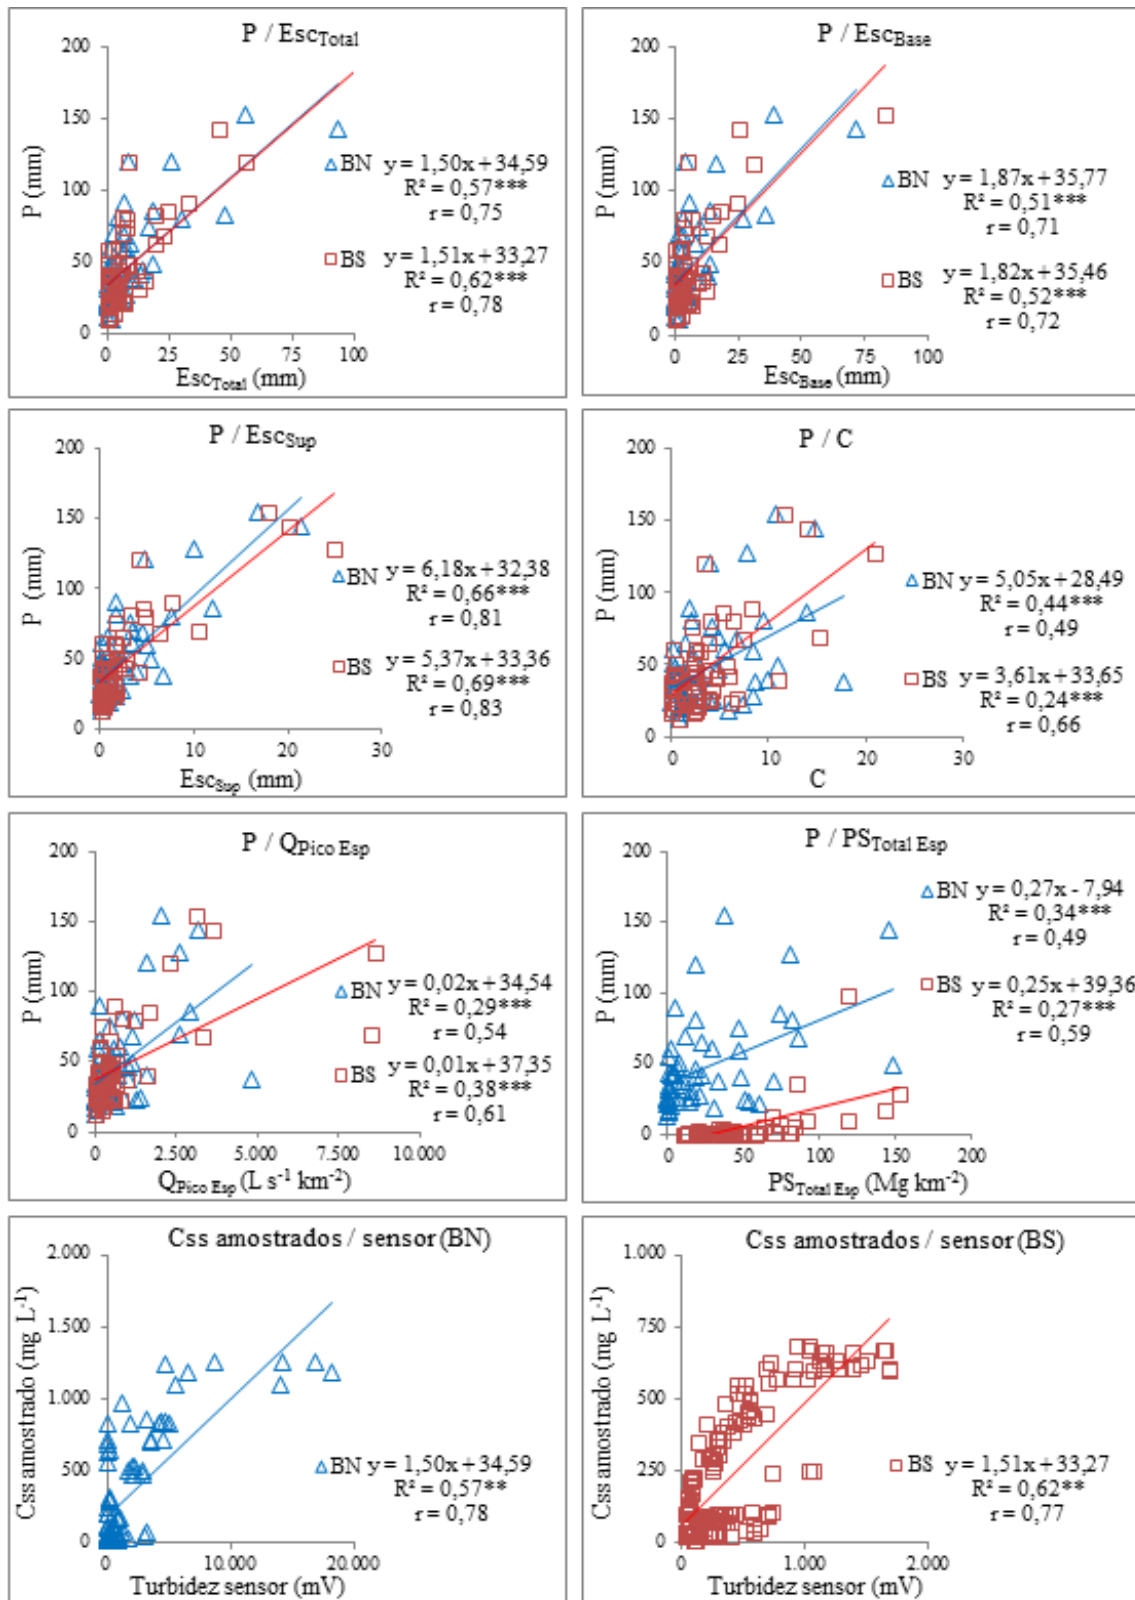 P / EscTotal
200
150
100
50
0
P (mm)
BN y = 1,50x + 34,59
R² = 0,57***
r = 0,75
BS y = 1,51x + 33,27
R² = 0,62***
r = 0,78
0 25 50 75 100
EscTotal (mm)
P / EscBase
200
150
100
50
0
P (mm)
BN y = 1,87x + 35,77
R² = 0,51***
r = 0,71
BS y = 1,82x + 35,46
R² = 0,52***
r = 0,72
0 25 50 75 100
EscBase (mm)
P / EscSup
200
150
100
50
0
P (mm)
BN y = 6,18x + 32,38
R² = 0,66***
r = 0,81
BS y = 5,37x + 33,36
R² = 0,69***
r = 0,83
0 10 20 30
EscSup (mm)
P / C
200
150
100
50
0
P (mm)
BN y = 5,05x + 28,49
R² = 0,44***
r = 0,49
BS y = 3,61x + 33,65
R² = 0,24***
r = 0,66
0 10 20 30
C
P / QPico Esp
200
150
100
50
0
P (mm)
BN y = 0,02x + 34,54
R² = 0,29***
r = 0,54
BS y = 0,01x + 37,35
R² = 0,38***
r = 0,61
0 2.500 5.000 10.000
QPico Esp (L s⁻¹ km⁻²)
P / PSTotal Esp
200
150
100
50
0
P (mm)
BN y = 0,27x - 7,94
R² = 0,34***
r = 0,49
BS y = 0,25x + 39,36
R² = 0,27***
r = 0,59
0 50 100 150 200
PSTotal Esp (Mg km⁻²)
Css amostrados / sensor (BN)
2.000
1.500
1.000
500
0
Css amostrado (mg L⁻¹)
BN y = 1,50x + 34,59
R² = 0,57**
r = 0,78
0 10.000 20.000
Turbidez sensor (mV)
Css amostrados / sensor (BS)
1.000
750
500
250
0
Css amostrado (mg L⁻¹)
BS y = 1,51x + 33,27
R² = 0,62**
r = 0,77
0 1.000 2.000
Turbidez sensor (mV)